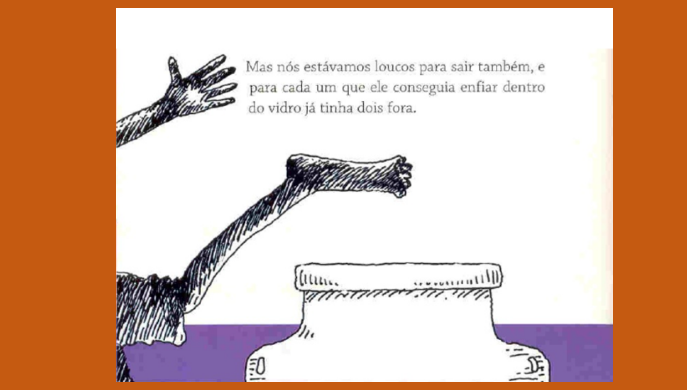 Mas nós estávamos loucos para sair também, e
para cada um que ele conseguia enfiar dentro
do vidro já tinha dois fora.